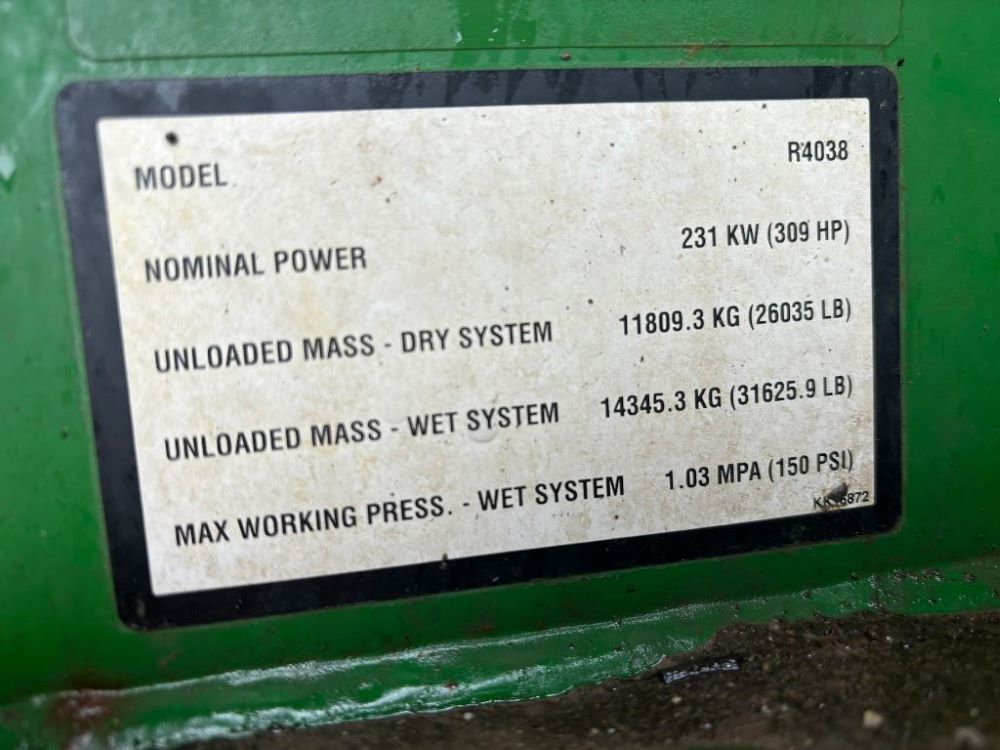 MODEL R4038
NOMINAL POWER 231 KW (309 HP)
UNLOADED MASS - DRY SYSTEM 11809.3 KG (26035 LB)
UNLOADED MASS - WET SYSTEM 14345.3 KG (31625.9 LB)
MAX WORKING PRESS. - WET SYSTEM 1.03 MPA (150 PSI)